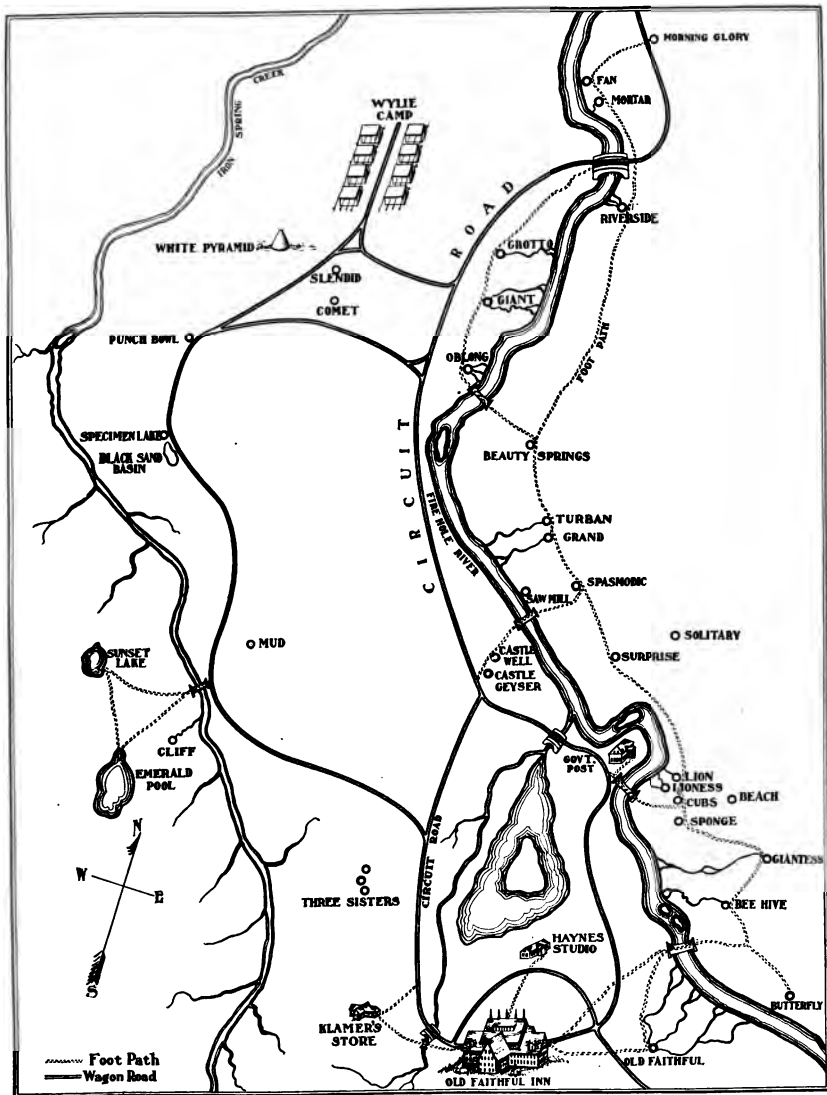 MORNING GLORY
FAN
MORTAR
IRON SPRING CREEK
WYLIE
CAMP
CIRCUIT ROAD
RIVERSIDE
WHITE PYRAMID
GROTTO
SLENDID
COMET
GIANT
PUNCH BOWL
OBLONG
FOOT PATH
SPECIMEN LAKE
BLACK SAND
BASIN
BEAUTY SPRINGS
FIRE HOLE RIVER
TURBAN
GRAND
SPASMODIC
SAW MILL
SOLITARY
MUD
SUNSET
LAKE
CASTLE
WELL
SURPRISE
CASTLE
GEYSER
CLIFF
EMERALD
POOL
GOVT.
POST
LION
LIONESS
CUBS
BEACH
SPONGE
N
W
E
S
CIRCUIT ROAD
GIANTESS
THREE SISTERS
BEE HIVE
HAYNES
STUDIO
KLAMER'S
STORE
BUTTERFLY
OLD FAITHFUL
OLD FAITHFUL INN
Foot Path
Wagon Road